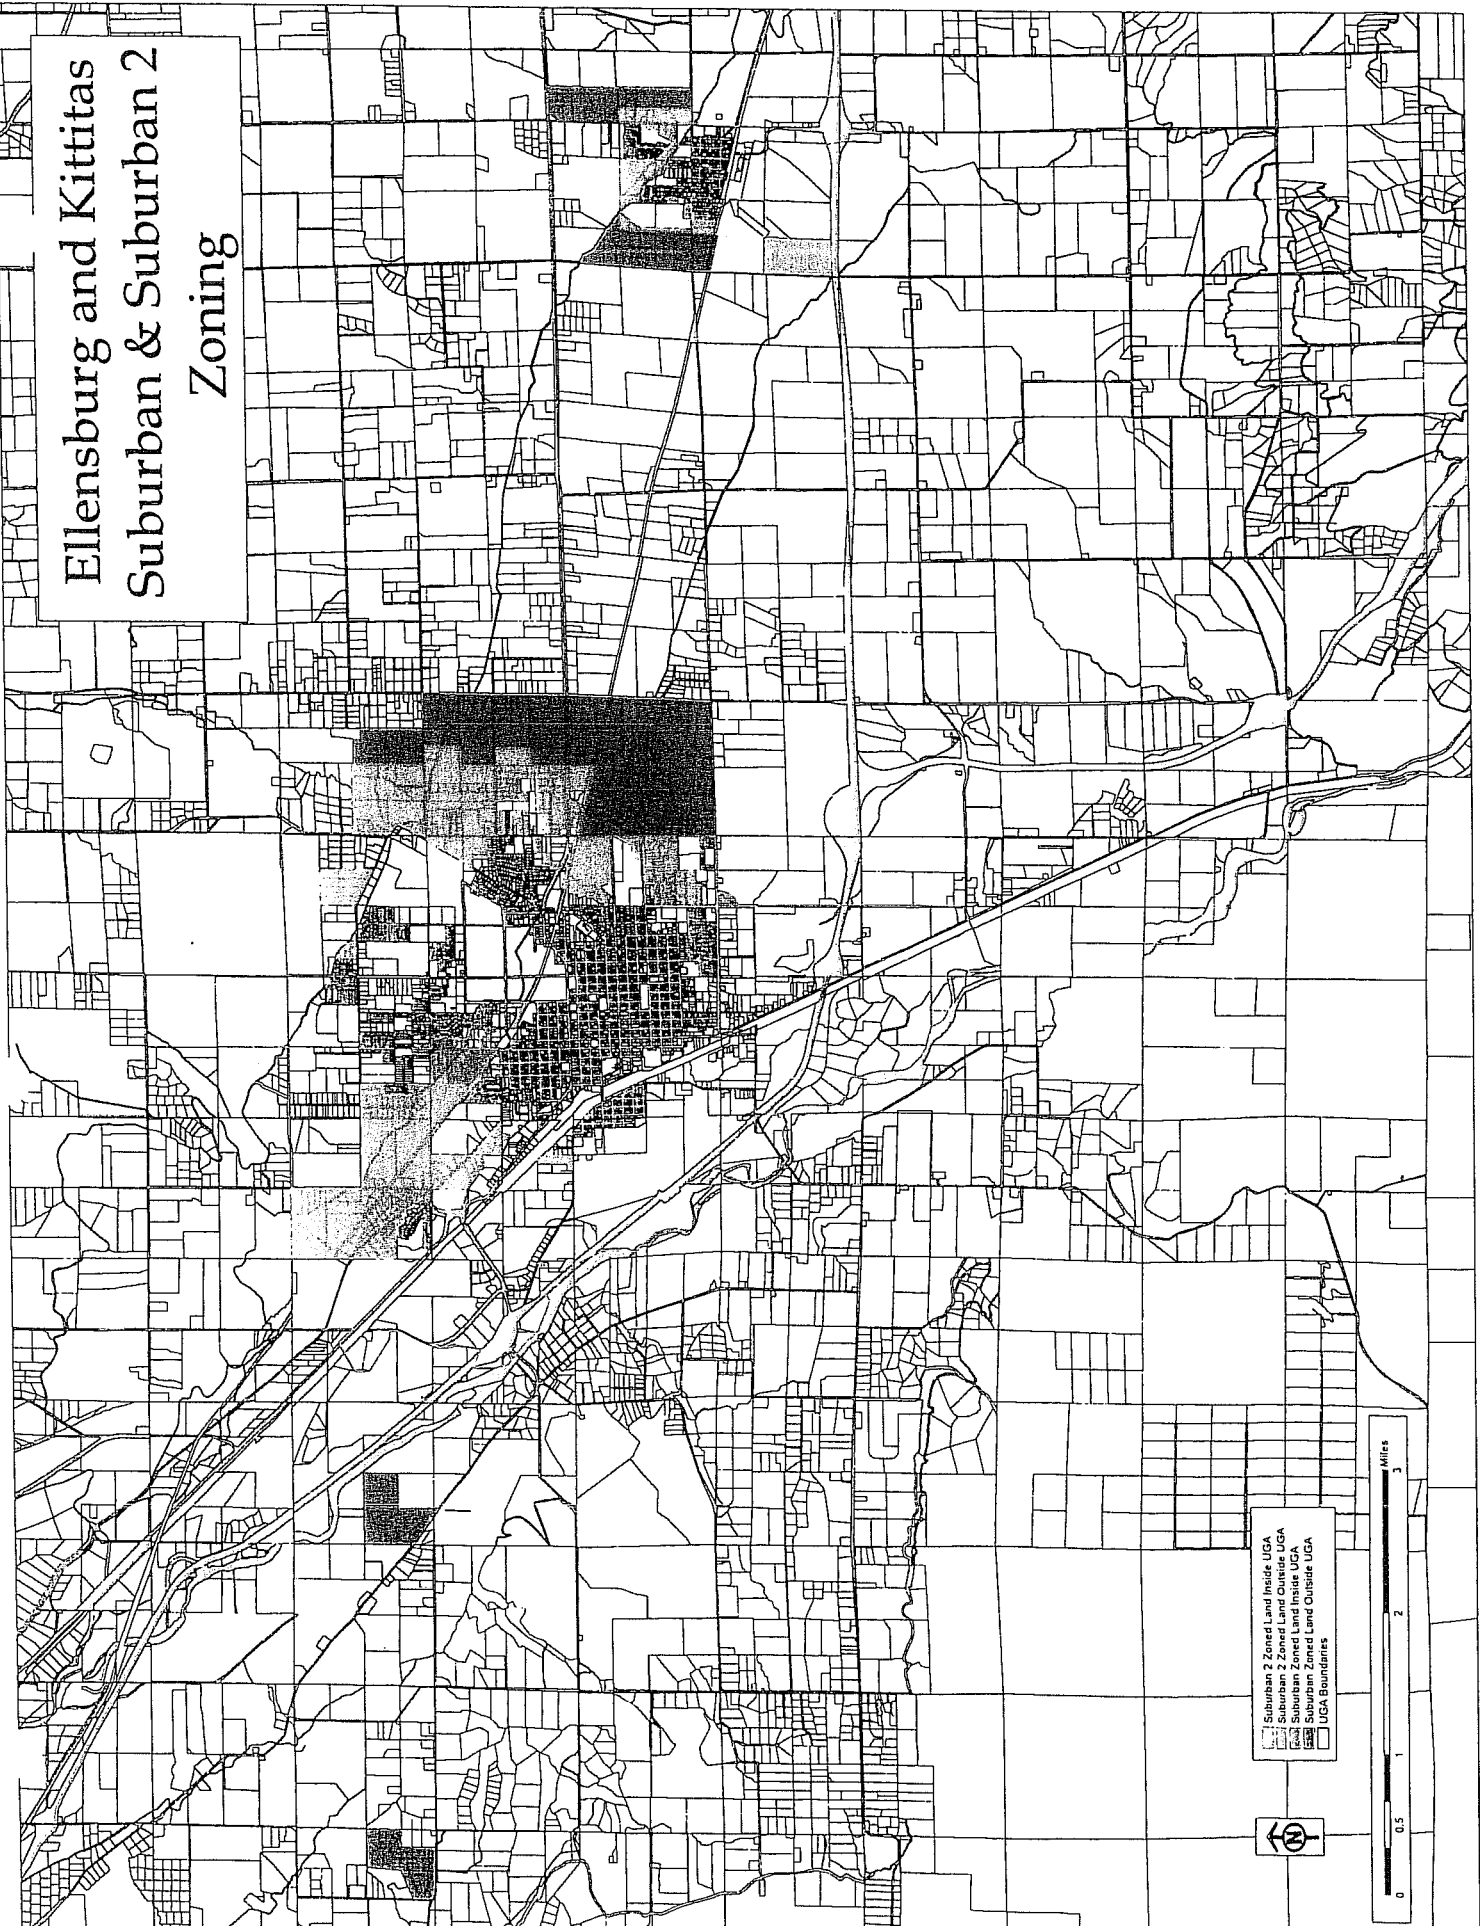 Ellensburg and Kittitas
Suburban & Suburban 2
Zoning
Suburban 2 Zoned Land Inside UGA
Suburban 2 Zoned Land Outside UGA
Suburban Zoned Land Inside UGA
Suburban Zoned Land Outside UGA
UGA Boundaries
N
0 0.5 1 2 3
Miles